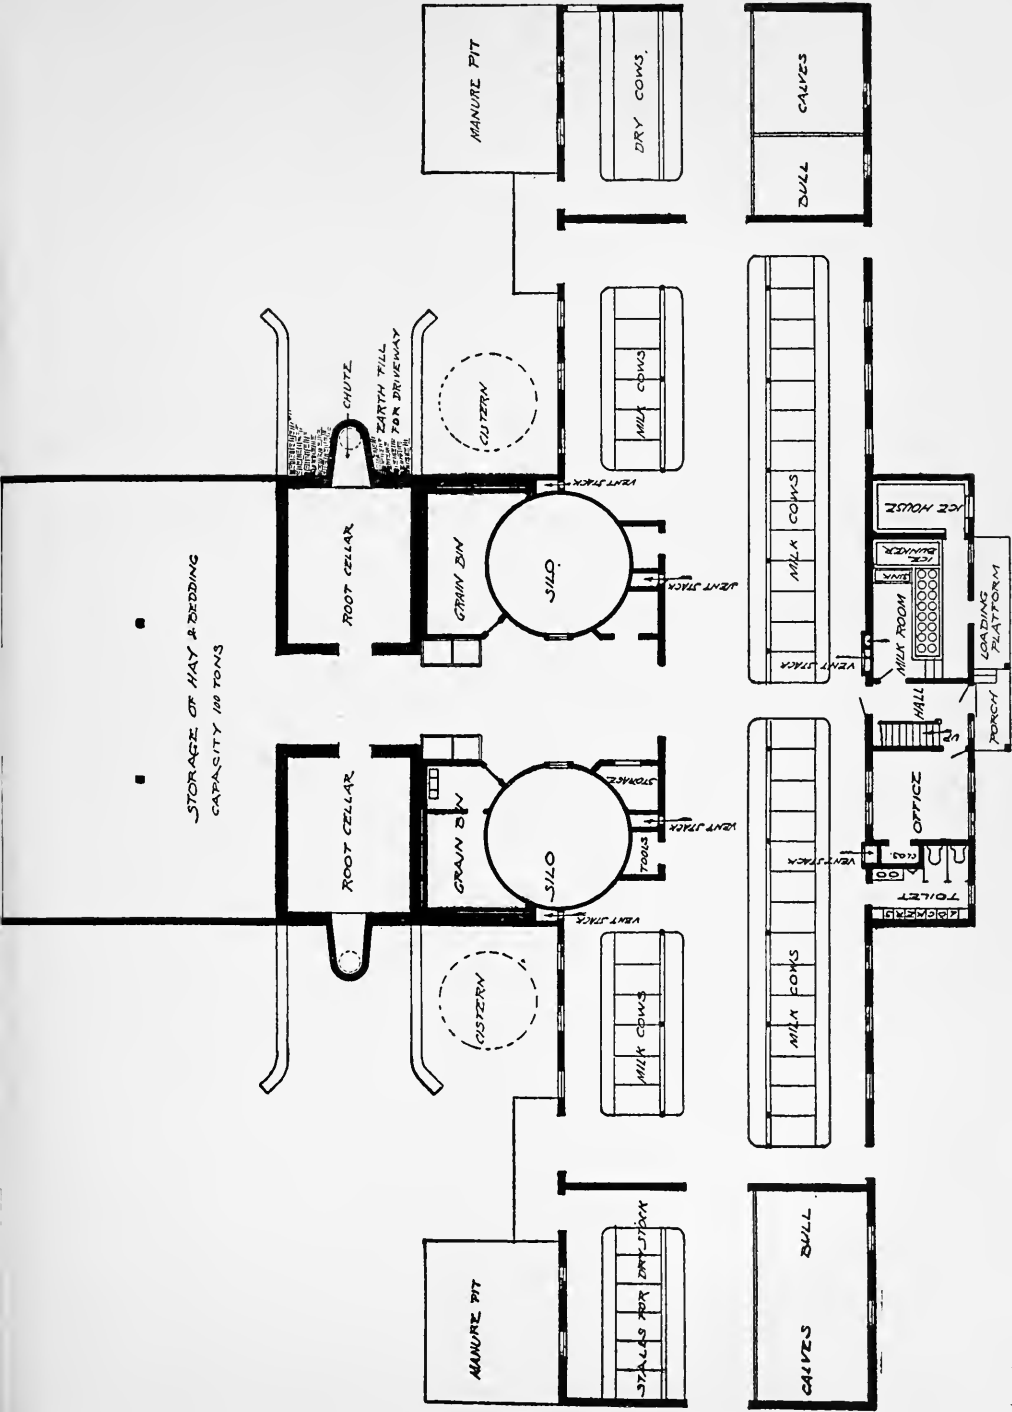 MANURE PIT
DRY COWS.
CALVES
BULL
MILK COWS
CISTERN
CHUTE
EARTH FILL
FOR DRIVEWAY
VENT STACK
STORAGE OF HAY & BEDDING
CAPACITY 100 TONS
ROOT CELLAR
GRAIN BIN
SILO.
VENT STACK
MILK COWS
ICE HOUSE
ICE
BUNKER
SINK
MILK ROOM
VENT STACK
LOADING
PLATFORM
HALL
UP
PORCH
ROOT CELLAR
GRAIN BIN
SILO
STORAGE
VENT STACK
TOOLS
VENT STACK
OFFICE
VENT STACK
CLO.
TOILET
LOCKERS
CISTERN
MILK COWS
MILK COWS
MANURE PIT
STALLS FOR DRY STOCK
BULL
CALVES